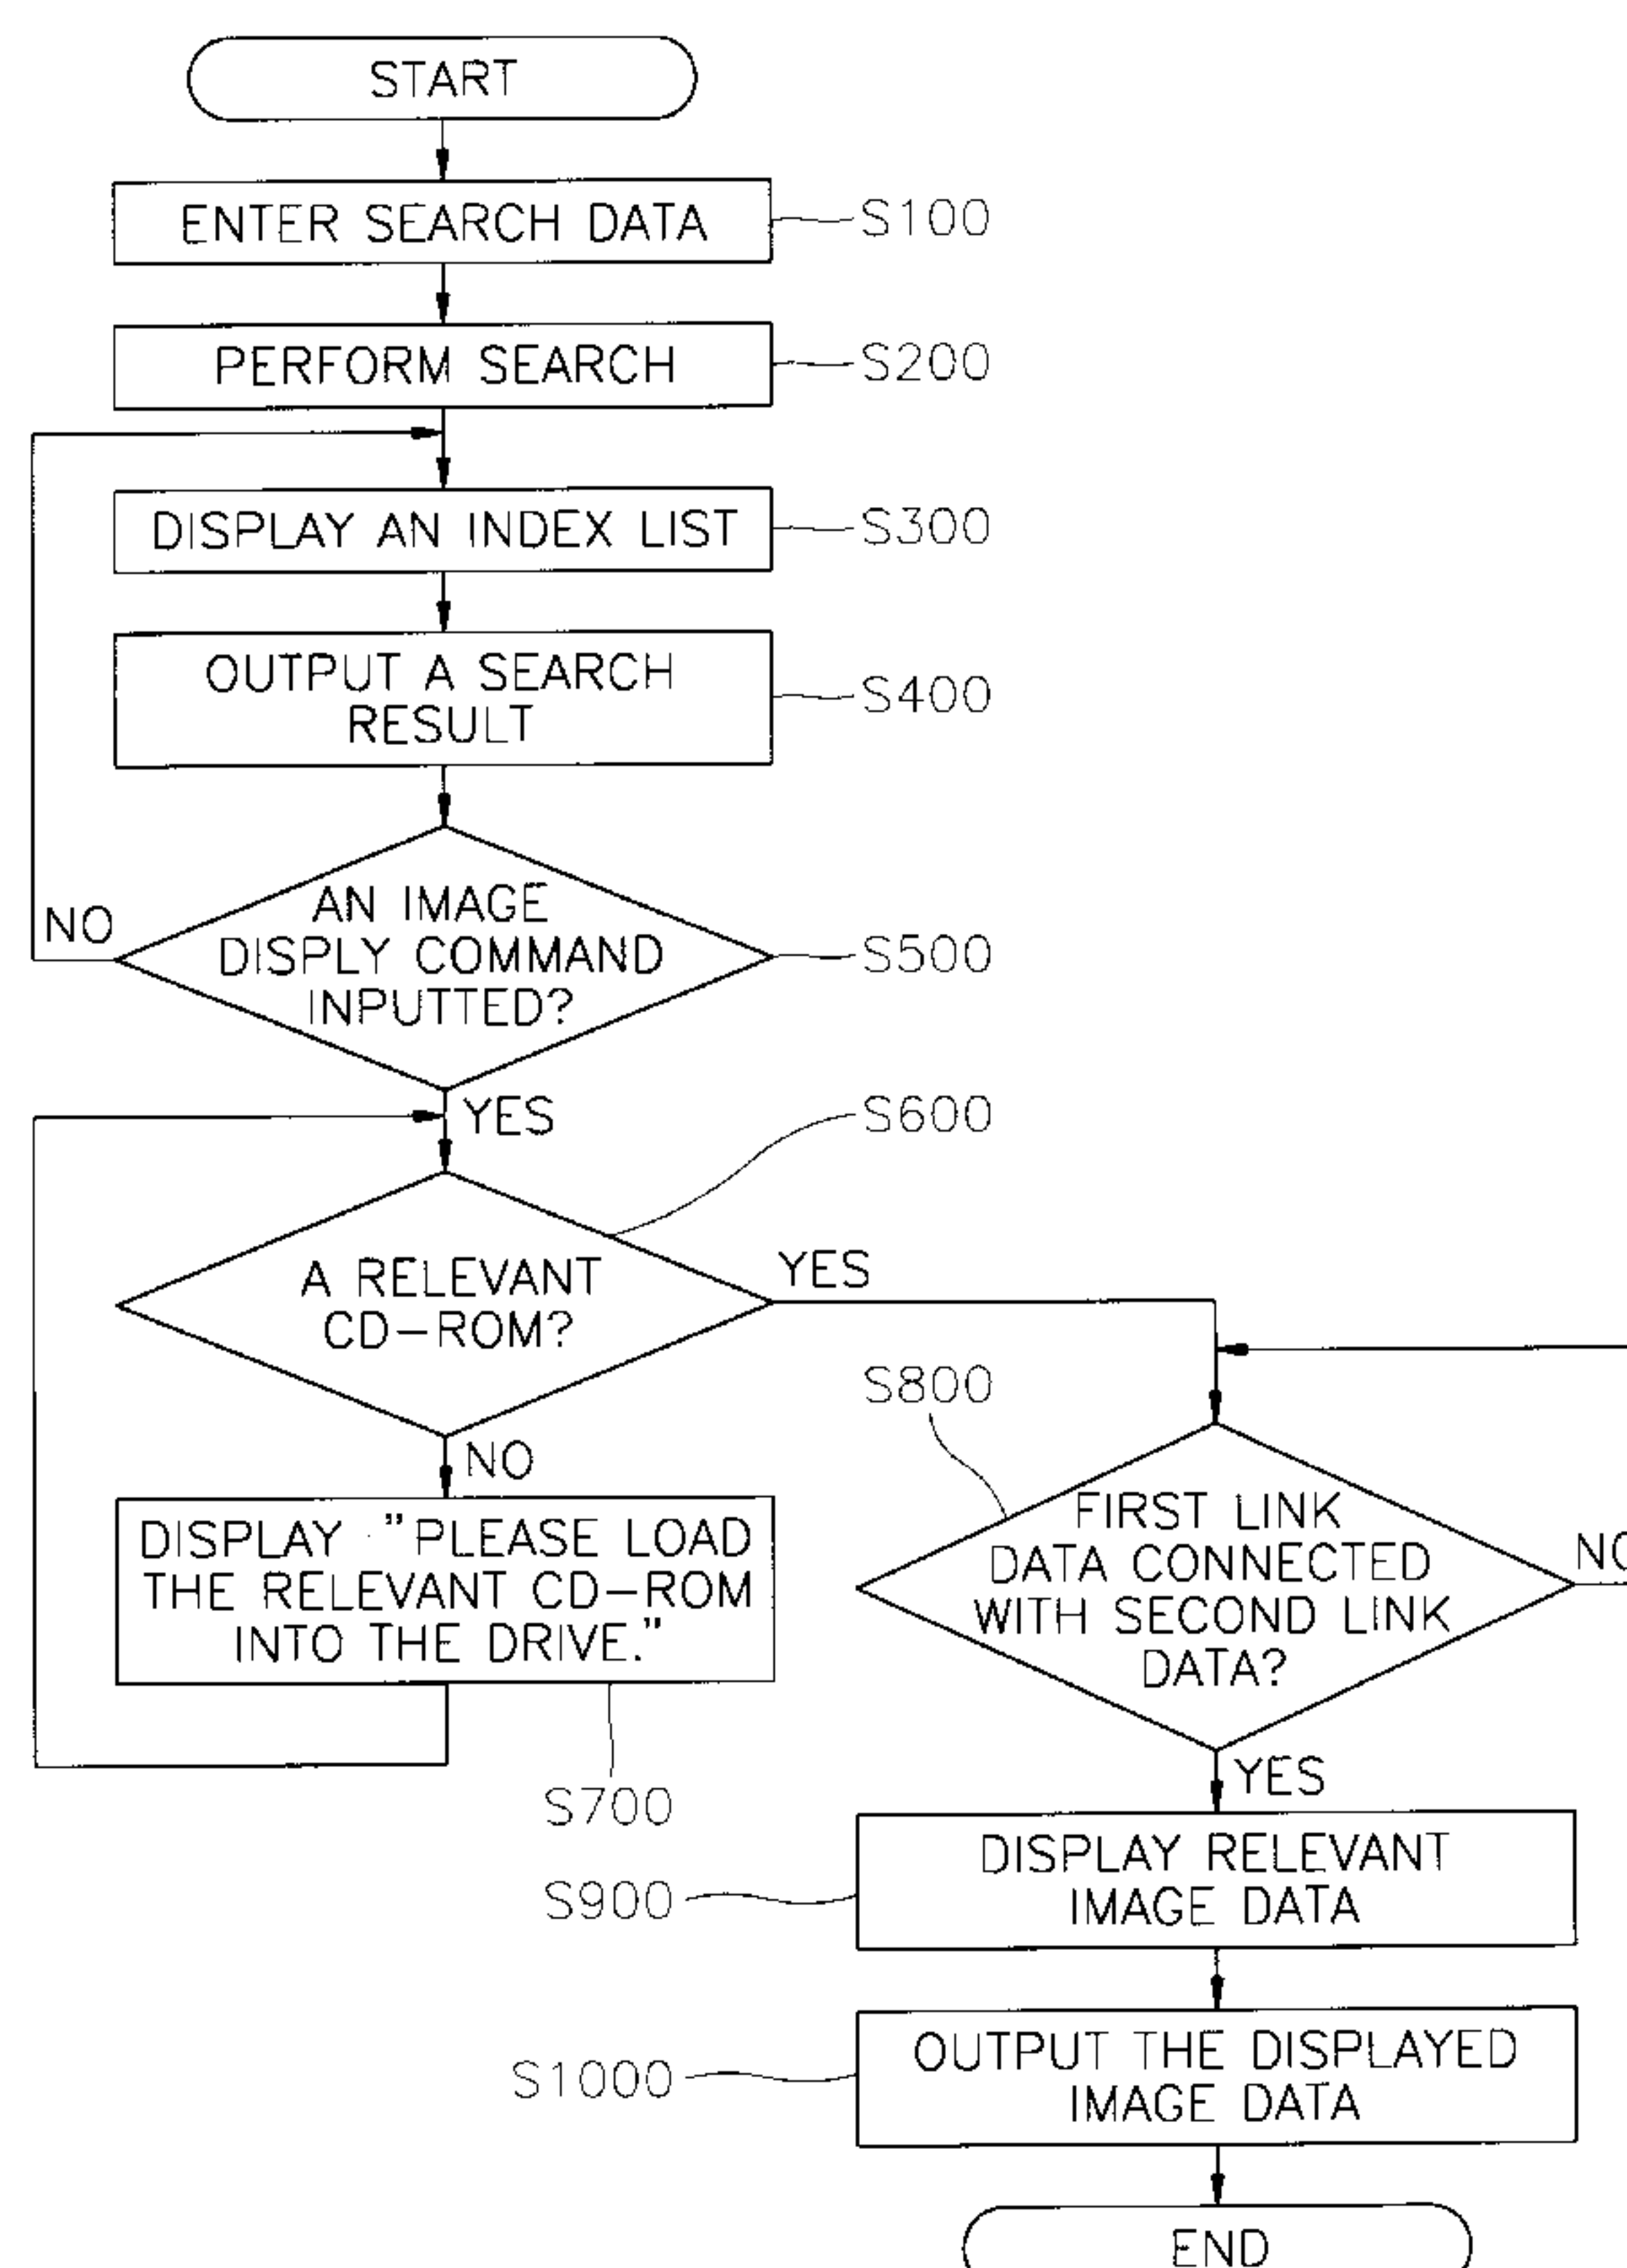 START
ENTER SEARCH DATA
S100
PERFORM SEARCH
S200
DISPLAY AN INDEX LIST
S300
OUTPUT A SEARCH
RESULT
S400
AN IMAGE
DISPLY COMMAND
INPUTTED?
S500
NO
YES
S600
A RELEVANT
CD-ROM?
YES
NO
DISPLAY "PLEASE LOAD
THE RELEVANT CD-ROM
INTO THE DRIVE."
S700
S800
FIRST LINK
DATA CONNECTED
WITH SECOND LINK
DATA?
NO
YES
DISPLAY RELEVANT
IMAGE DATA
S900
OUTPUT THE DISPLAYED
IMAGE DATA
S1000
END